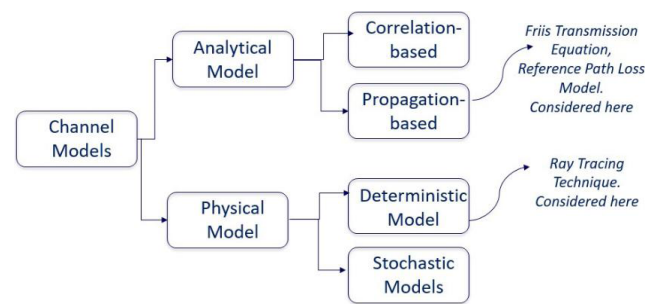 Channel
Models
Analytical
Model
Correlation-
based
Propagation-
based
Friis Transmission
Equation,
Reference Path Loss
Model.
Considered here
Physical
Model
Deterministic
Model
Ray Tracing
Technique.
Considered here
Stochastic
Models